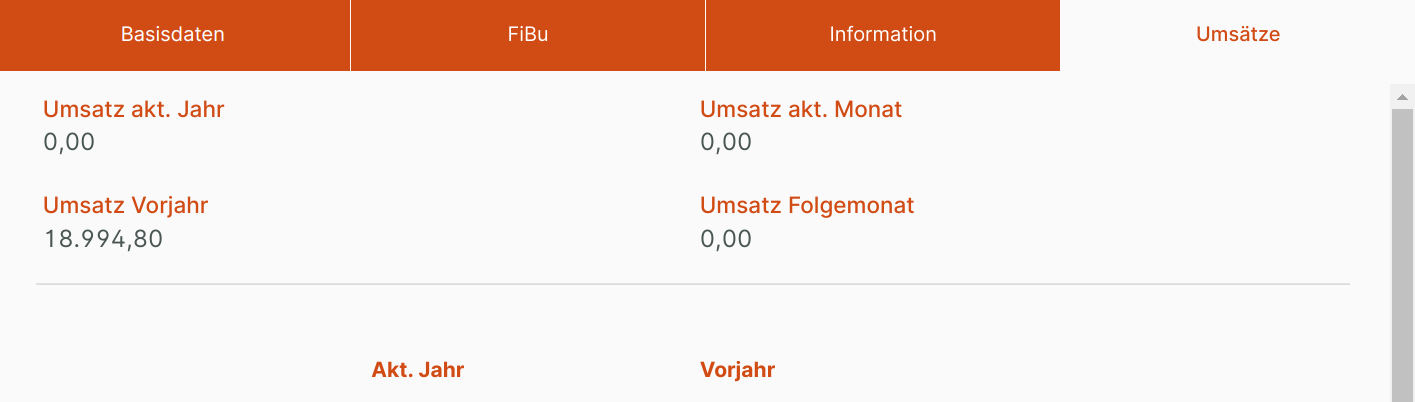 Basisdaten FiBu Information Umsätze
Umsatz akt. Jahr Umsatz akt. Monat
0,00 0,00
Umsatz Vorjahr Umsatz Folgemonat
18.994,80 0,00
Akt. Jahr Vorjahr